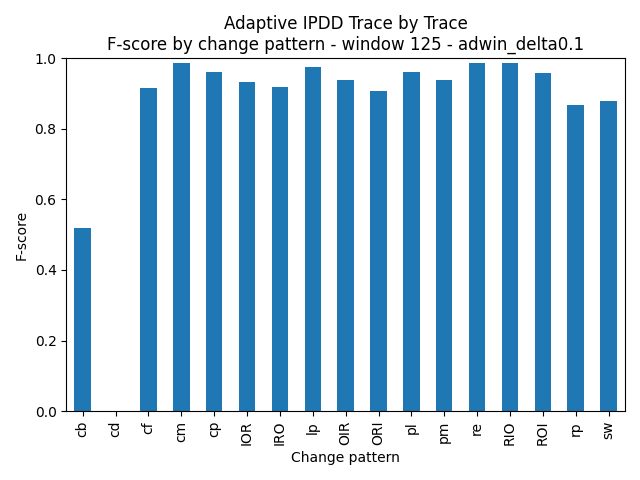 Adaptive IPDD Trace by Trace
F-score by change pattern - window 125 - adwin_delta0.1
1.0
0.8
0.6
0.4
0.2
0.0
F-score
cb
cd
cf
cm
cp
IOR
IRO
lp
OIR
ORI
pl
pm
re
RIO
ROI
rp
sw
Change pattern